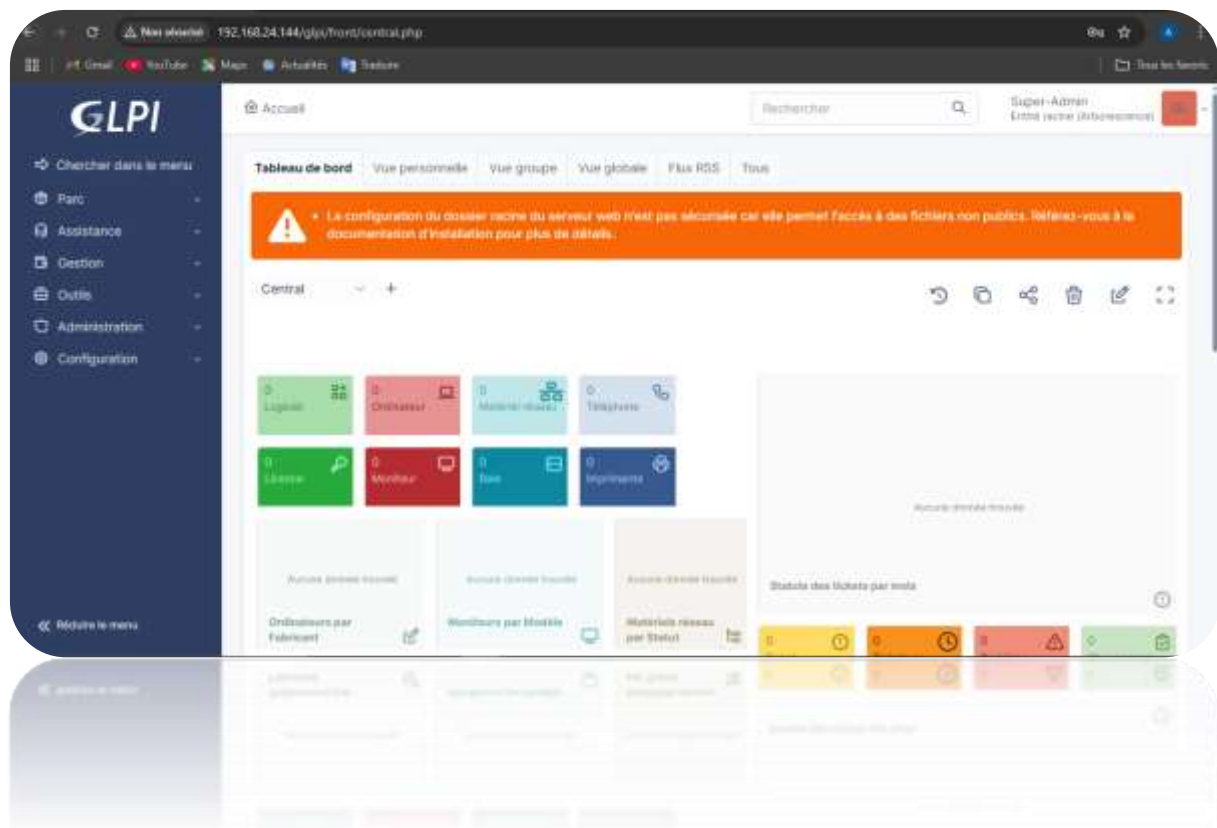 Non sécurisé 192.168.24.144/glpi/front/central.php
Gmail YouTube Maps Actualités Traduire Tous les favoris
GLPI
Accueil
Rechercher
Super-Admin
Entité racine (Arborescence)
Chercher dans le menu
Parc
Assistance
Gestion
Outils
Administration
Configuration
Réduire le menu
Tableau de bord Vue personnelle Vue groupe Vue globale Flux RSS Tous
La configuration du dossier racine du serveur web n'est pas sécurisée car elle permet l'accès à des fichiers non publics. Référez-vous à la
documentation d'installation pour plus de détails.
Central
0 0 0 0
Logiciel Ordinateur Matériel réseau Téléphone
0 0 0 0
Licence Moniteur Baie Imprimante
Aucune donnée trouvée
Aucune donnée trouvée Aucune donnée trouvée Aucune donnée trouvée
Statuts des tickets par mois
Ordinateurs par
Fabricant
Moniteurs par Modèle
Matériels réseau
par Statut
0 0 0 0